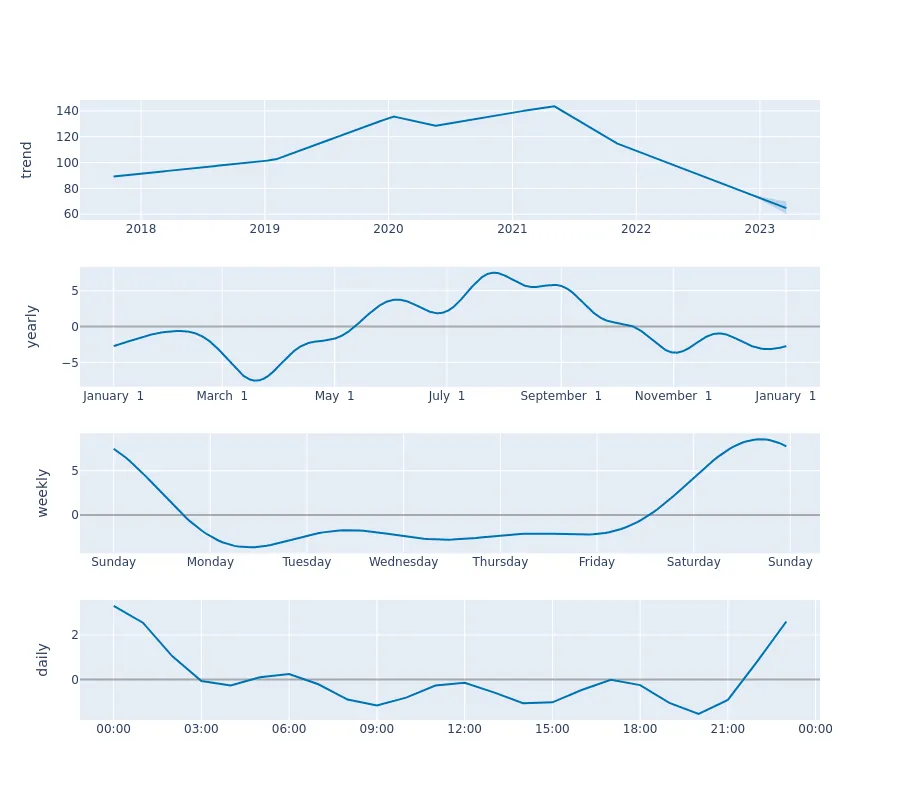 trend
140
120
100
80
60
2018 2019 2020 2021 2022 2023
yearly
5
0
−5
January 1 March 1 May 1 July 1 September 1 November 1 January 1
weekly
5
0
Sunday Monday Tuesday Wednesday Thursday Friday Saturday Sunday
daily
2
0
00:00 03:00 06:00 09:00 12:00 15:00 18:00 21:00 00:00